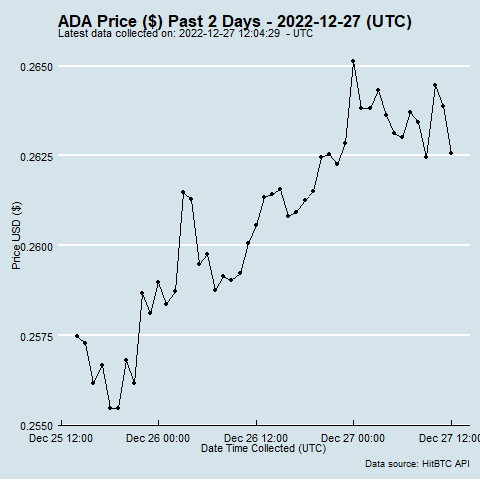 ADA Price ($) Past 2 Days - 2022-12-27 (UTC)
Latest data collected on: 2022-12-27 12:04:29 - UTC
0.2650
0.2625
0.2600
0.2575
0.2550
Price USD ($)
Dec 25 12:00 Dec 26 00:00 Dec 26 12:00 Dec 27 00:00 Dec 27 12:00
Date Time Collected (UTC)
Data source: HitBTC API